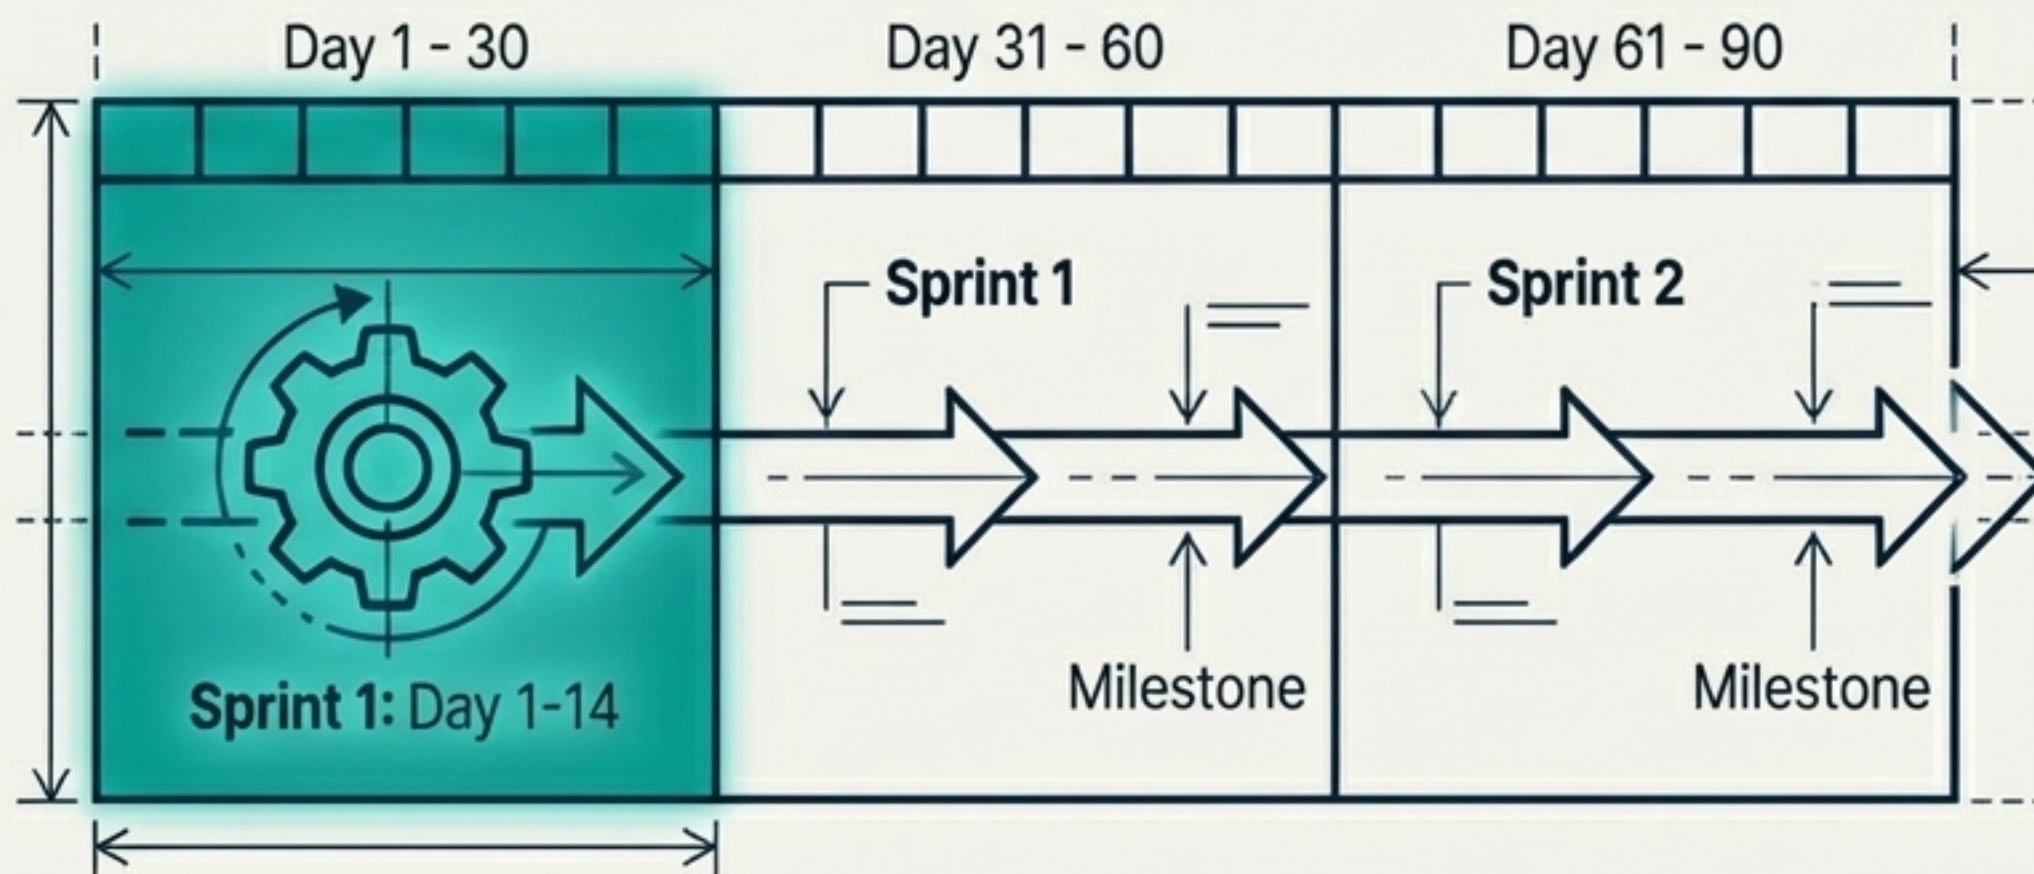 Day 1 - 30
Day 31 - 60
Day 61 - 90
Sprint 1
Sprint 2
Sprint 1: Day 1-14
Milestone
Milestone